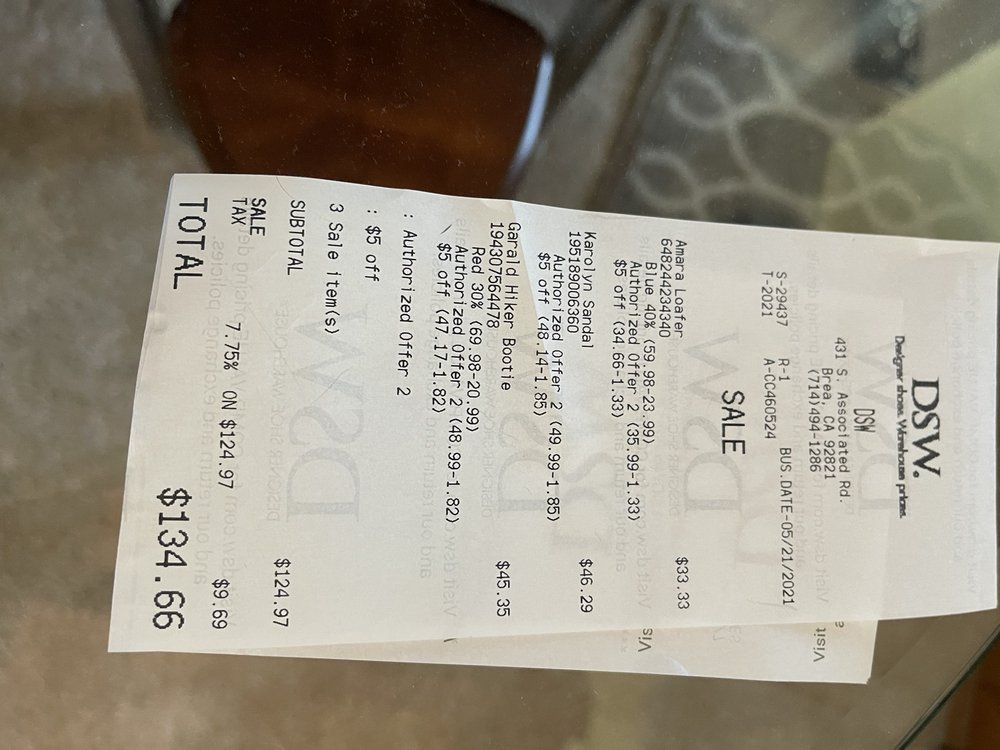 DSW.
Designer shoes. Warehouse prices.
DSW
431 S. Associated Rd.
Brea, CA 92821
(714)494-1286
S-29437 R-1 BUS.DATE-05/21/2021
T-2021 A-CC460524
SALE
Amara Loafer
648244234340 $33.33
Blue 40% (59.98-23.99)
Authorized Offer 2 (35.99-1.33)
$5 off (34.66-1.33)
Karolyn Sandal
195189006360 $46.29
Authorized Offer 2 (49.99-1.85)
$5 off (48.14-1.85)
Garald Hiker Bootie
194307564478 $45.35
Red 30% (69.98-20.99)
Authorized Offer 2 (48.99-1.82)
$5 off (47.17-1.82)
: Authorized Offer 2
: $5 off
3 Sale item(s)
SUBTOTAL $124.97
SALE
TAX 7.75% ON $124.97 $9.69
TOTAL $134.66